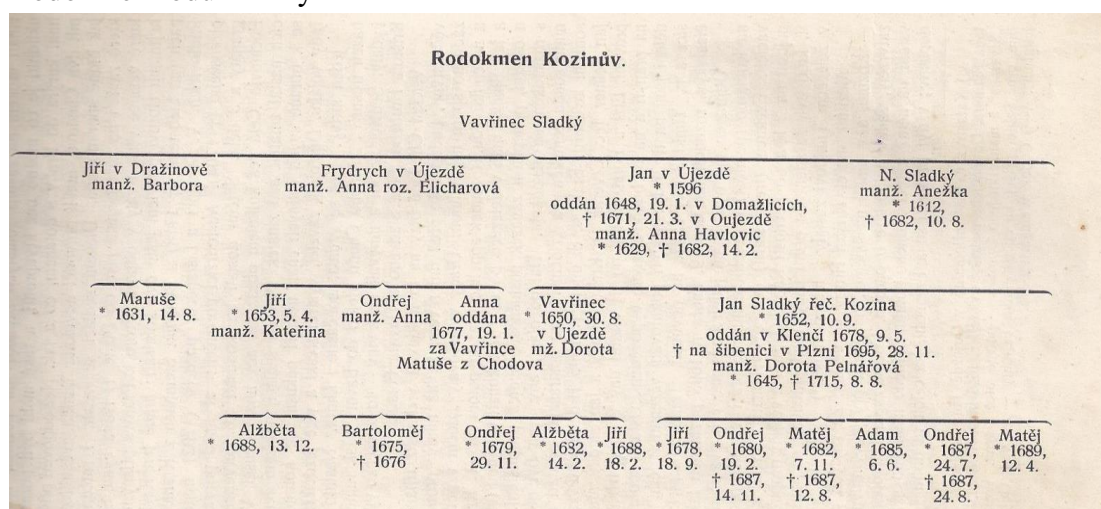 Rodokmen Kozinův.
Vavřinec Sladký
Jiří v Dražinově
manž. Barbora
Frydrych v Újezdě
manž. Anna roz. Elicharová
Jan v Újezdě
* 1596
oddán 1648, 19. 1. v Domažlicích,
† 1671, 21. 3. v Oujezdě
manž. Anna Havlovic
* 1629, † 1682, 14. 2.
N. Sladký
manž. Anežka
* 1612,
† 1682, 10. 8.
Maruše
* 1631, 14. 8.
Jiří
* 1653, 5. 4.
manž. Kateřina
Ondřej
manž. Anna
Anna
oddána
1677, 19. 1.
za Vavřince
Matuše z Chodova
Vavřinec
* 1650, 30. 8.
v Újezdě
mž. Dorota
Jan Sladký řeč. Kozina
* 1652, 10. 9.
oddán v Klenčí 1678, 9. 5.
† na šibenici v Plzni 1695, 28. 11.
manž. Dorota Pelnářová
* 1645, † 1715, 8. 8.
Alžběta
* 1688, 13. 12.
Bartoloměj
* 1675,
† 1676
Ondřej
* 1679,
29. 11.
Alžběta
* 1682,
14. 2.
Jiří
* 1688,
18. 2.
Jiří
* 1678,
18. 9.
Ondřej
* 1680,
19. 2.
† 1687,
14. 11.
Matěj
* 1682,
7. 11.
† 1687,
12. 8.
Adam
* 1685,
6. 6.
Ondřej
* 1687,
24. 7.
† 1687,
24. 8.
Matěj
* 1689,
12. 4.